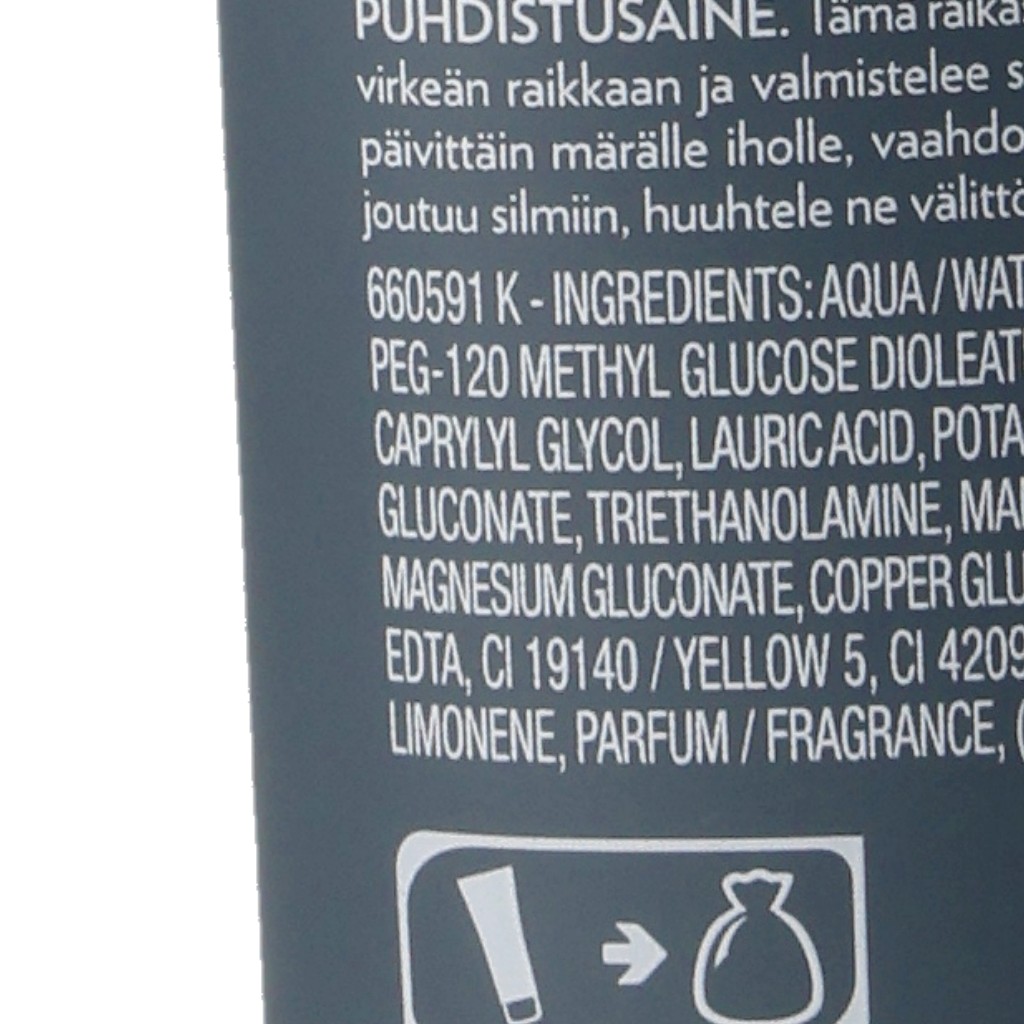 PUHDISTUSAINE. Tämä raika
virkeän raikkaan ja valmistelee s
päivittäin märälle iholle, vaahdo
joutuu silmiin, huuhtele ne välittö
660591 K - INGREDIENTS: AQUA / WAT
PEG-120 METHYL GLUCOSE DIOLEAT
CAPRYLYL GLYCOL, LAURIC ACID, POTA
GLUCONATE, TRIETHANOLAMINE, MA
MAGNESIUM GLUCONATE, COPPER GLU
EDTA, CI 19140 / YELLOW 5, CI 4209
LIMONENE, PARFUM / FRAGRANCE, (